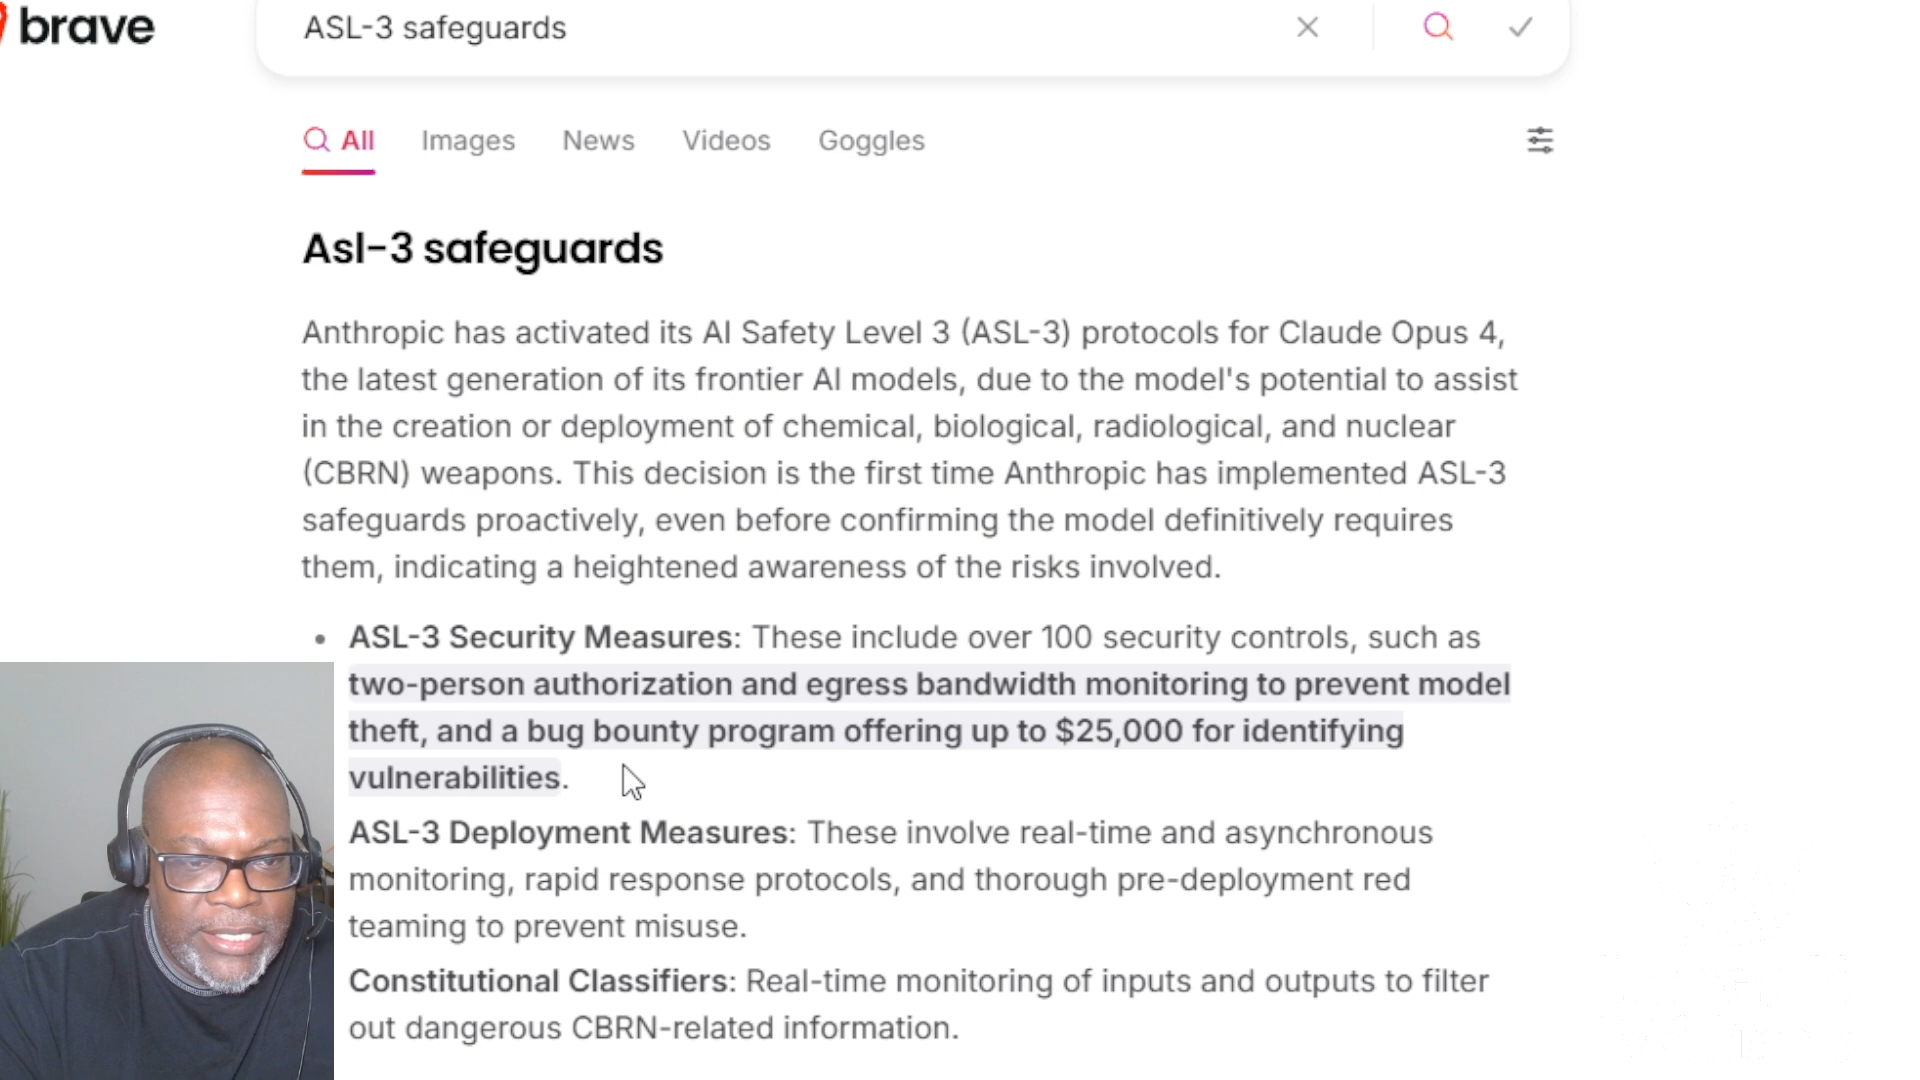 brave
ASL-3 safeguards
All Images News Videos Goggles
Asl-3 safeguards
Anthropic has activated its AI Safety Level 3 (ASL-3) protocols for Claude Opus 4,
the latest generation of its frontier AI models, due to the model's potential to assist
in the creation or deployment of chemical, biological, radiological, and nuclear
(CBRN) weapons. This decision is the first time Anthropic has implemented ASL-3
safeguards proactively, even before confirming the model definitively requires
them, indicating a heightened awareness of the risks involved.
• ASL-3 Security Measures: These include over 100 security controls, such as
two-person authorization and egress bandwidth monitoring to prevent model
theft, and a bug bounty program offering up to $25,000 for identifying
vulnerabilities.
ASL-3 Deployment Measures: These involve real-time and asynchronous
monitoring, rapid response protocols, and thorough pre-deployment red
teaming to prevent misuse.
Constitutional Classifiers: Real-time monitoring of inputs and outputs to filter
out dangerous CBRN-related information.